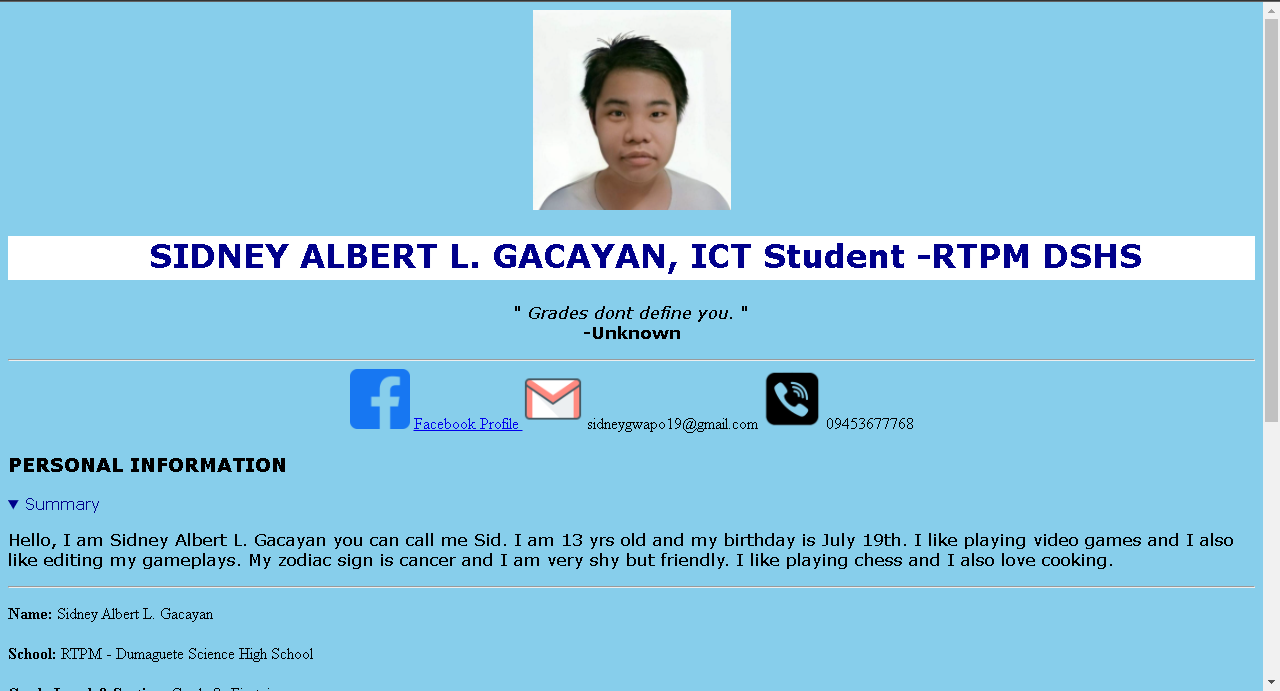 SIDNEY ALBERT L. GACAYAN, ICT Student -RTPM DSHS
" Grades dont define you. "
-Unknown
Facebook Profile sidneygwapo19@gmail.com 09453677768
PERSONAL INFORMATION
▼ Summary
Hello, I am Sidney Albert L. Gacayan you can call me Sid. I am 13 yrs old and my birthday is July 19th. I like playing video games and I also
like editing my gameplays. My zodiac sign is cancer and I am very shy but friendly. I like playing chess and I also love cooking.
Name: Sidney Albert L. Gacayan
School: RTPM - Dumaguete Science High School